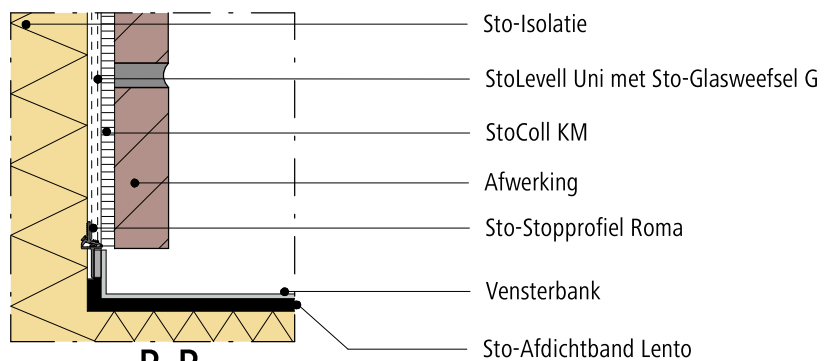 Sto-Isolatie
StoLevell Uni met Sto-Glasweefsel G
StoColl KM
Afwerking
Sto-Stopprofiel Roma
Vensterbank
Sto-Afdichtband Lento